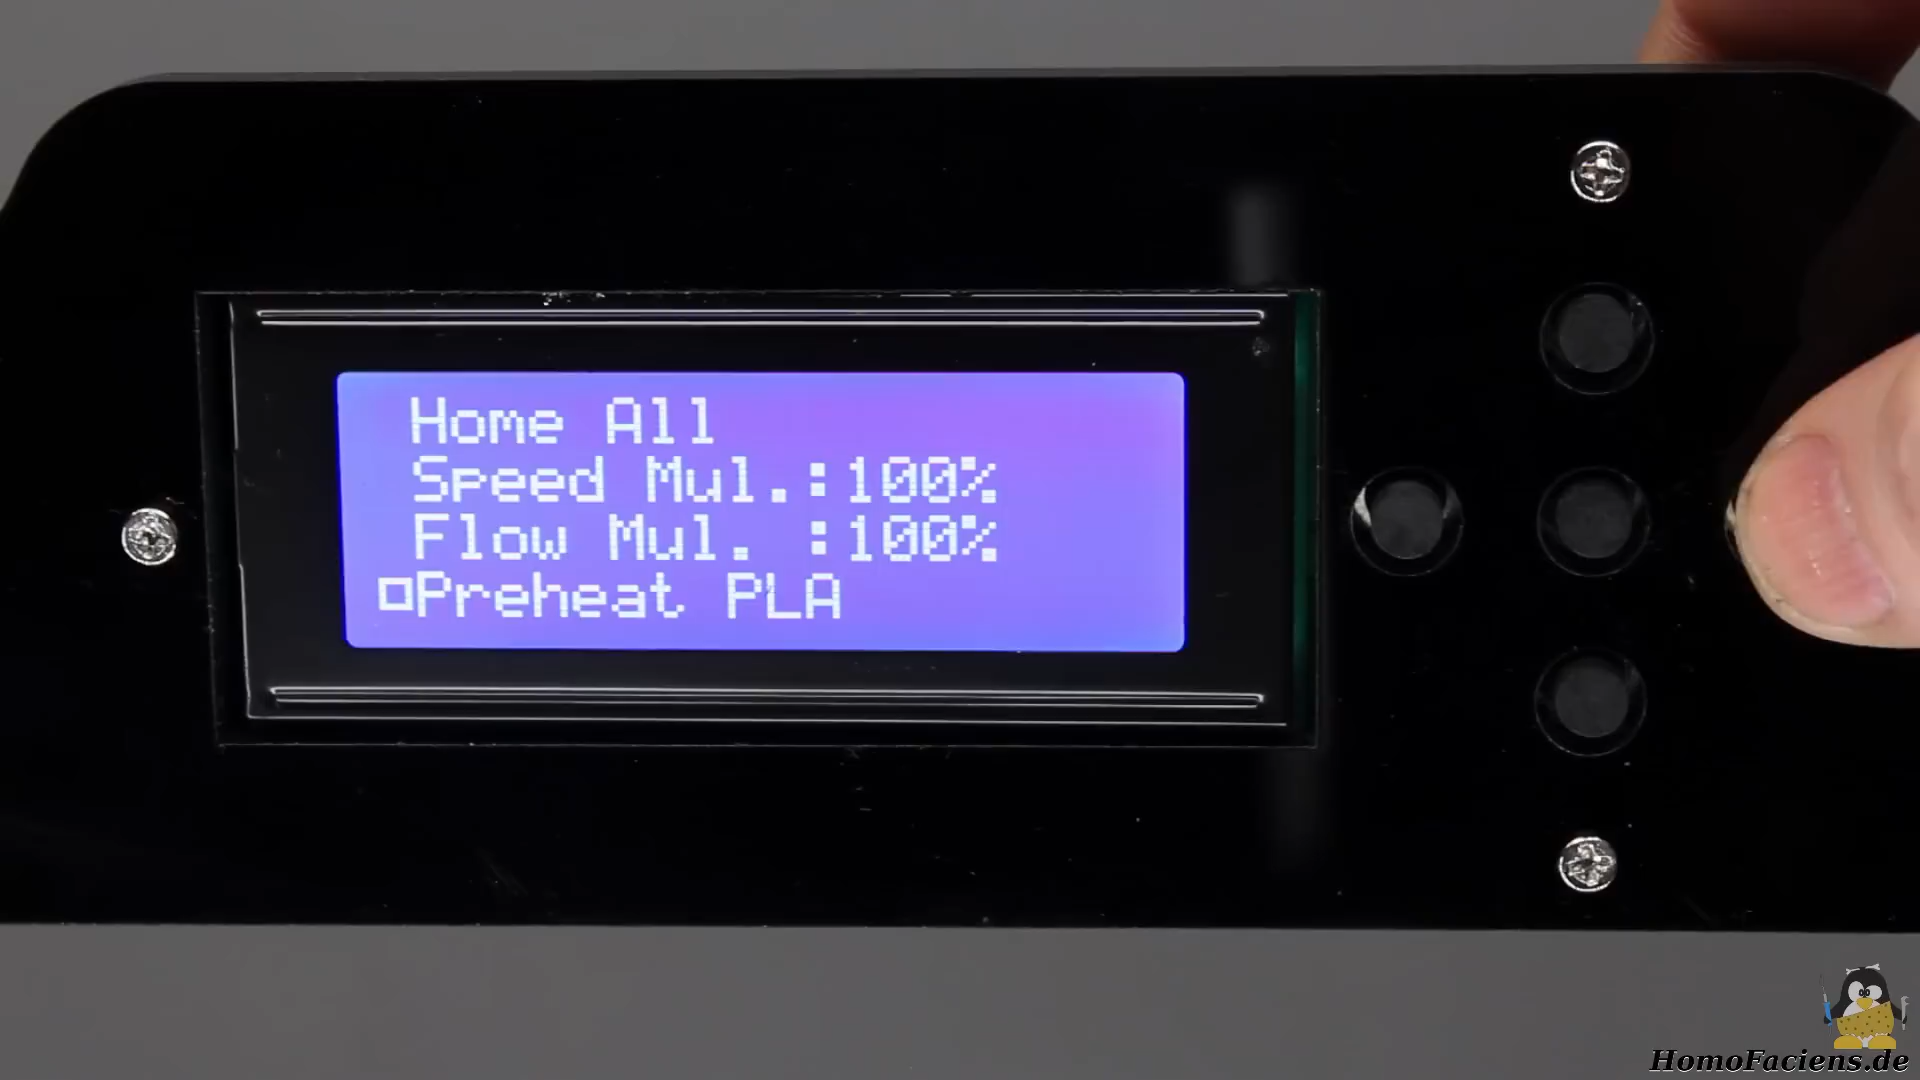 Home All
Speed Mul.:100%
Flow Mul. :100%
Preheat PLA
HomoFaciens.de